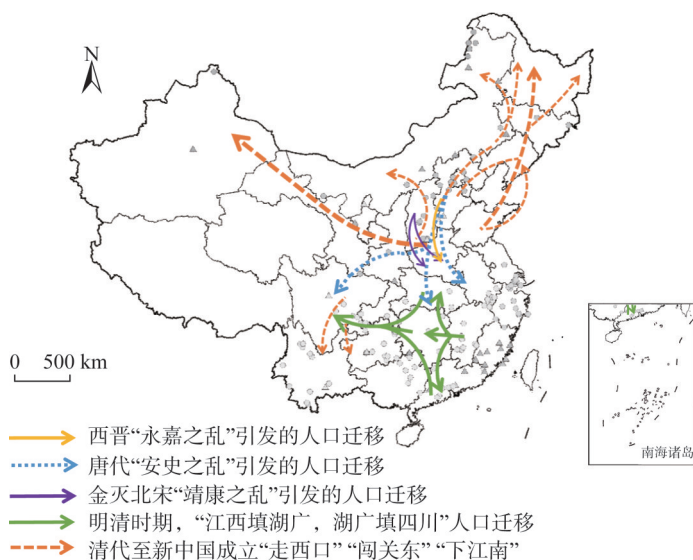 N
0 500 km
南海诸岛
西晋“永嘉之乱”引发的人口迁移
唐代“安史之乱”引发的人口迁移
金灭北宋“靖康之乱”引发的人口迁移
明清时期，“江西填湖广，湖广填四川”人口迁移
清代至新中国成立“走西口”“闯关东”“下江南”